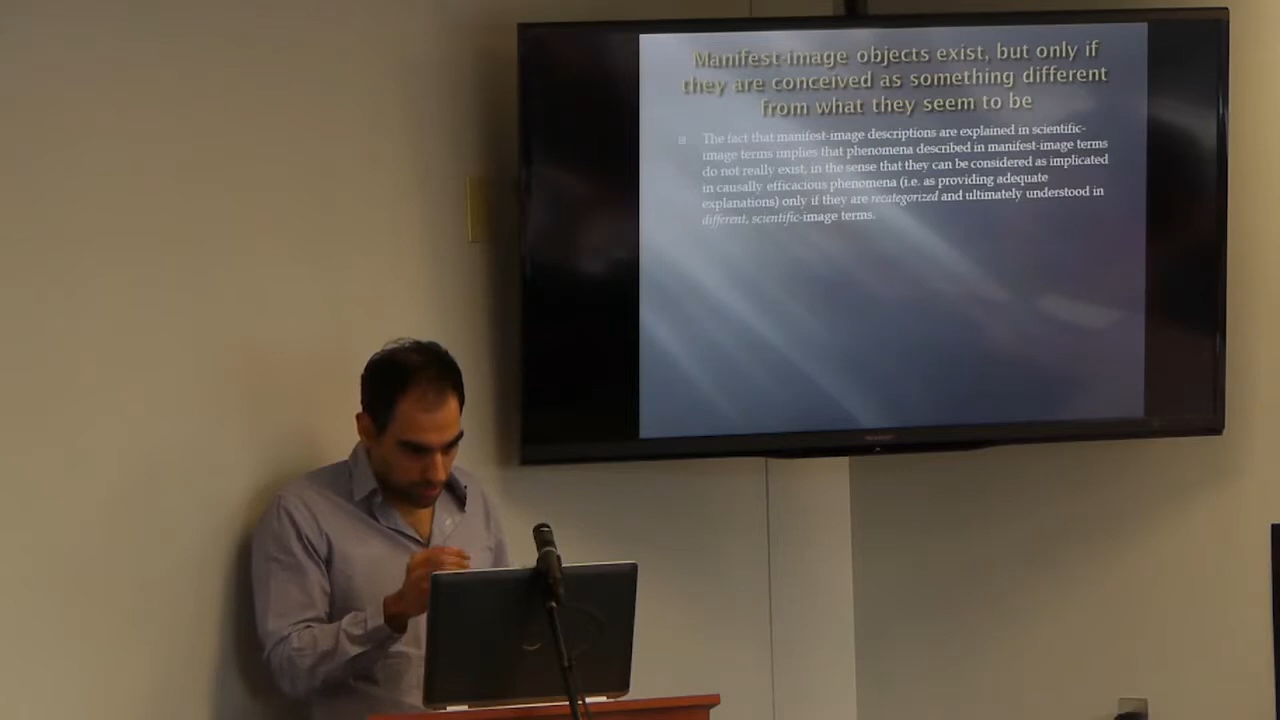 Manifest-image objects exist, but only if
they are conceived as something different
from what they seem to be
The fact that manifest-image descriptions are explained in scientific-
image terms implies that phenomena described in manifest-image terms
do not really exist, in the sense that they can be considered as implicated
in causally efficacious phenomena (i.e. as providing adequate
explanations) only if they are recategorized and ultimately understood in
different, scientific-image terms.